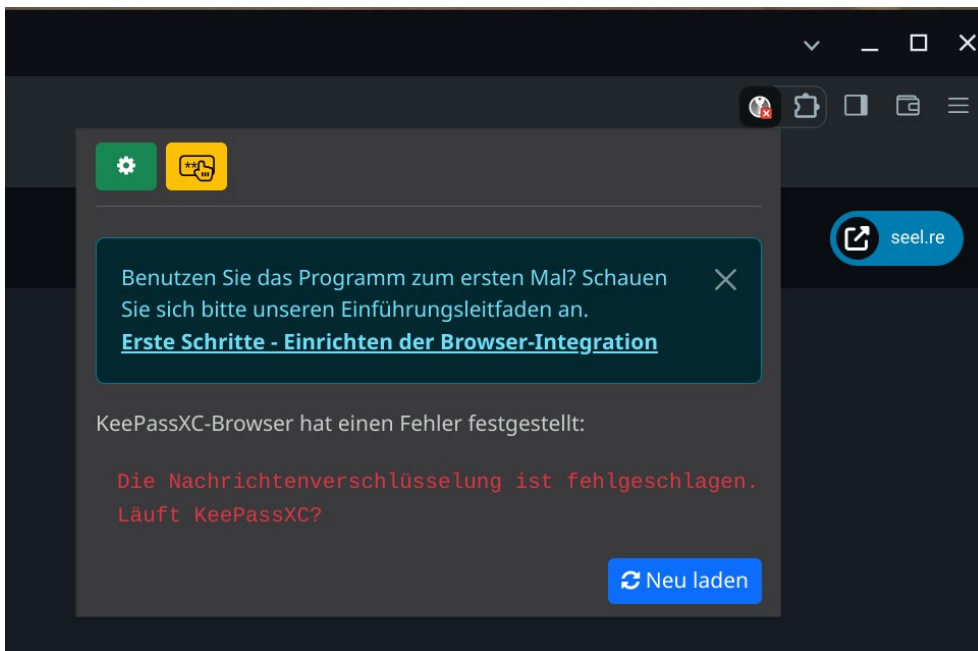 seel.re
Benutzen Sie das Programm zum ersten Mal? Schauen
Sie sich bitte unseren Einführungsleitfaden an.
Erste Schritte - Einrichten der Browser-Integration
KeePassXC-Browser hat einen Fehler festgestellt:
Die Nachrichtenverschlüsselung ist fehlgeschlagen.
Läuft KeePassXC?
Neu laden